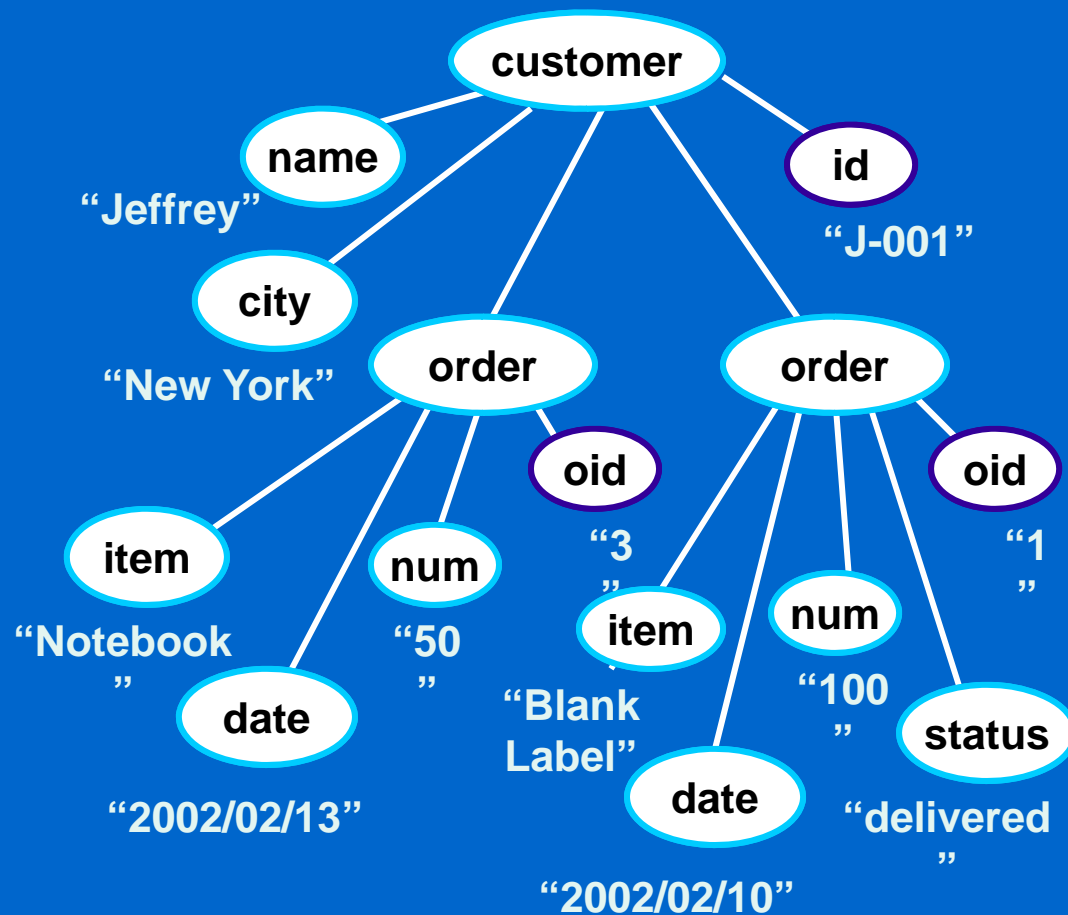 customer
name
id
“Jeffrey”
“J-001”
city
“New York”
order
order
oid
oid
“3
”
“1
”
item
num
“Notebook
”
“50
”
item
num
“Blank
Label”
“100
”
date
status
“2002/02/13”
date
“delivered
”
“2002/02/10”